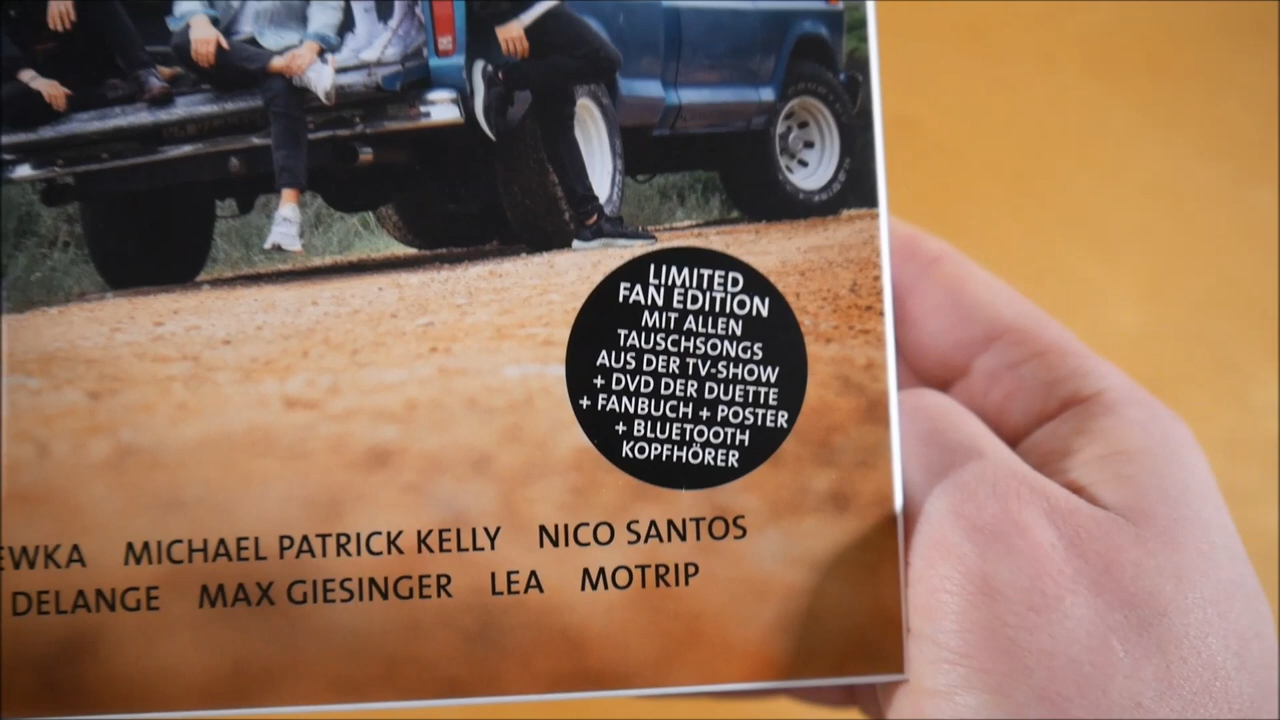 LIMITED
FAN EDITION
MIT ALLEN
TAUSCHSONGS
AUS DER TV-SHOW
+ DVD DER DUETTE
+ FANBUCH + POSTER
+ BLUETOOTH
KOPFHÖRER
EWKA MICHAEL PATRICK KELLY NICO SANTOS
DELANGE MAX GIESINGER LEA MOTRIP